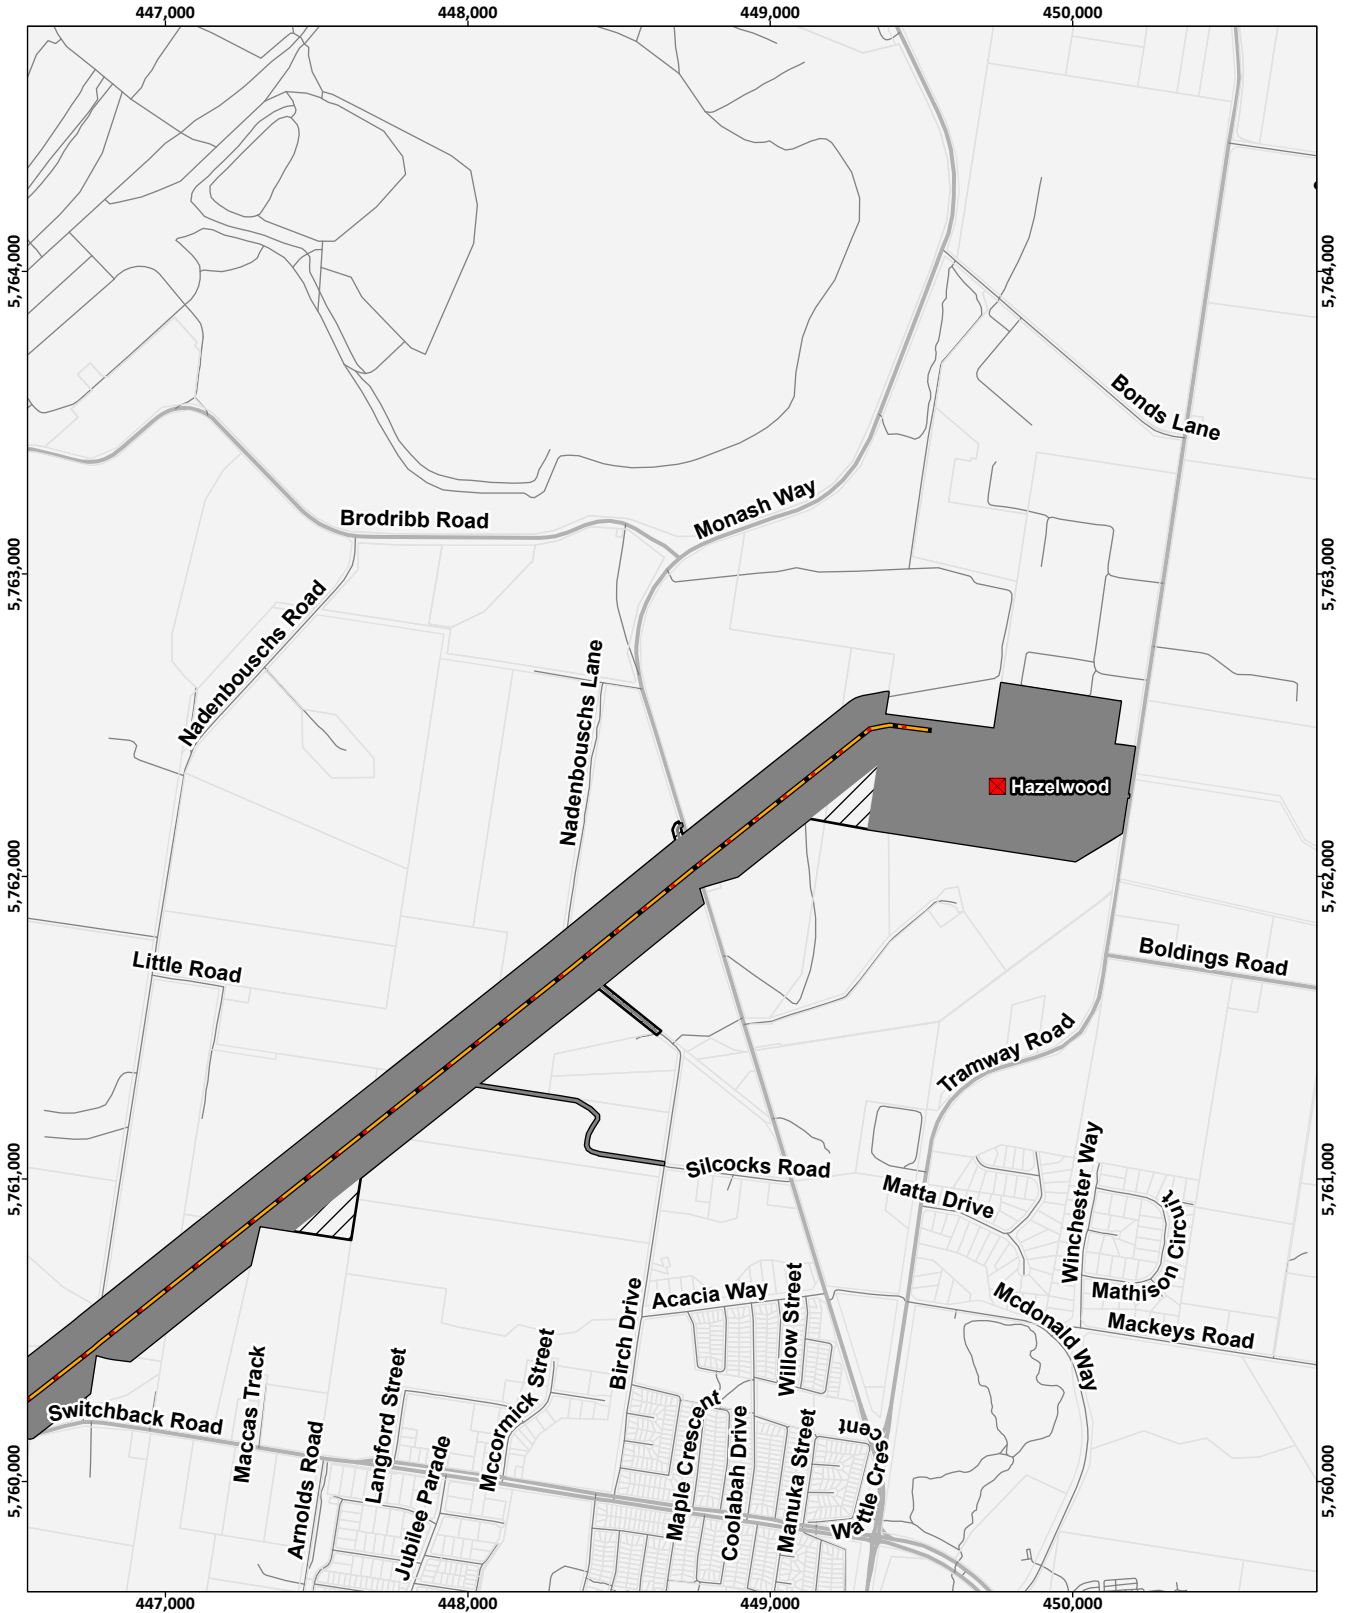 447,000
448,000
449,000
450,000
5,764,000
5,764,000
Bonds Lane
Monash Way
Brodribb Road
5,763,000
5,763,000
Nadenbouschs Road
Nadenbouschs Lane
Hazelwood
5,762,000
5,762,000
Little Road
Boldings Road
Tramway Road
5,761,000
5,761,000
Silcocks Road
Matta Drive
Winchester Way
Mathison Circuit
Acacia Way
Willow Street
Birch Drive
Mcdonald Way
Mackeys Road
Switchback Road
Maccas Track
Langford Street
Mccormick Street
Maple Crescent
Coolabah Drive
Manuka Street
Wattle Crescent
Arnolds Road
Jubilee Parade
5,760,000
5,760,000
447,000
448,000
449,000
450,000